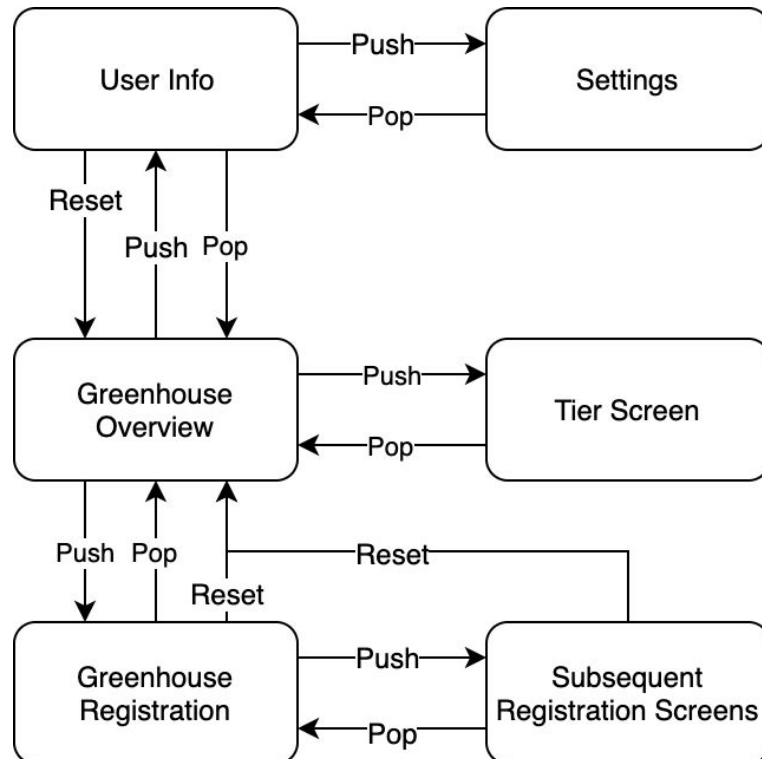 User Info
Push
Settings
Pop
Reset
Push
Pop
Greenhouse
Overview
Push
Tier Screen
Pop
Push
Pop
Reset
Reset
Greenhouse
Registration
Push
Subsequent
Registration Screens
Pop